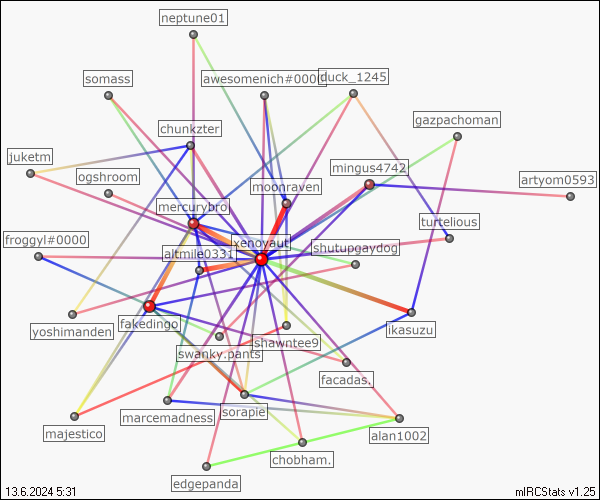 neptune01
somass
awesomenich#0000
duck_1245
gazpachoman
chunkzter
juketm
ogshroom
mingus4742
artyom0593
moonraven
mercurybro
turtelious
froggyl#0000
xenoyaut
shutupgaydog
aitmile0331
yoshimanden
fakedingo
swanky.pants
shawntee9
ikasuzu
facadas.
majestico
marcemadness
sorapie
alan1002
chobham.
edgepanda
13.6.2024 5:31
mIRCStats v1.25